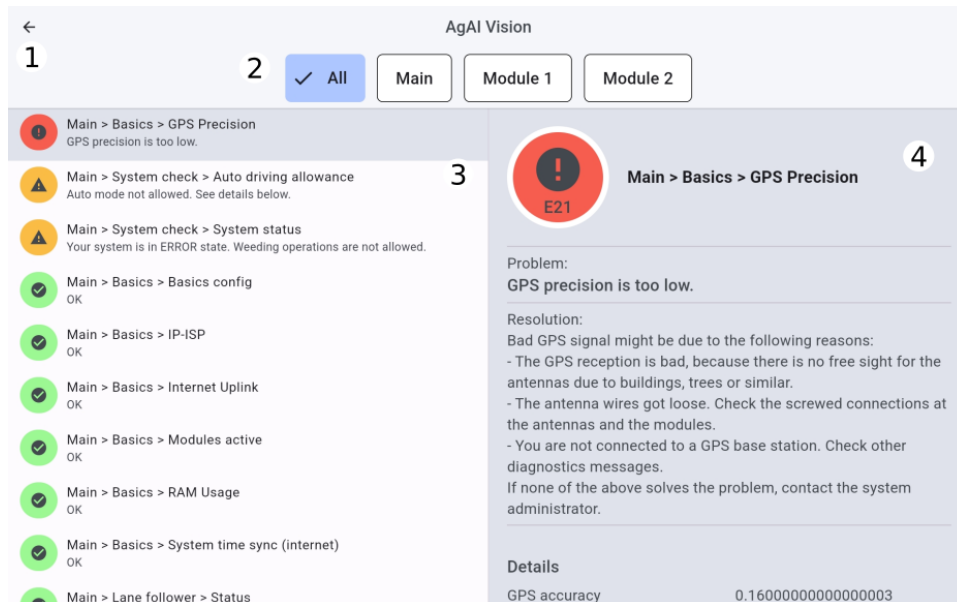 AgAI Vision
1
2
All
Main
Module 1
Module 2
Main > Basics > GPS Precision
GPS precision is too low.
Main > System check > Auto driving allowance
Auto mode not allowed. See details below.
3
Main > System check > System status
Your system is in ERROR state. Weeding operations are not allowed.
Main > Basics > Basics config
OK
Main > Basics > IP-ISP
OK
Main > Basics > Internet Uplink
OK
Main > Basics > Modules active
OK
Main > Basics > RAM Usage
OK
Main > Basics > System time sync (internet)
OK
Main > Lane follower > Status
4
E21
Main > Basics > GPS Precision
Problem:
GPS precision is too low.
Resolution:
Bad GPS signal might be due to the following reasons:
- The GPS reception is bad, because there is no free sight for the
antennas due to buildings, trees or similar.
- The antenna wires got loose. Check the screwed connections at
the antennas and the modules.
- You are not connected to a GPS base station. Check other
diagnostics messages.
If none of the above solves the problem, contact the system
administrator.
Details
GPS accuracy 0.16000000000000003